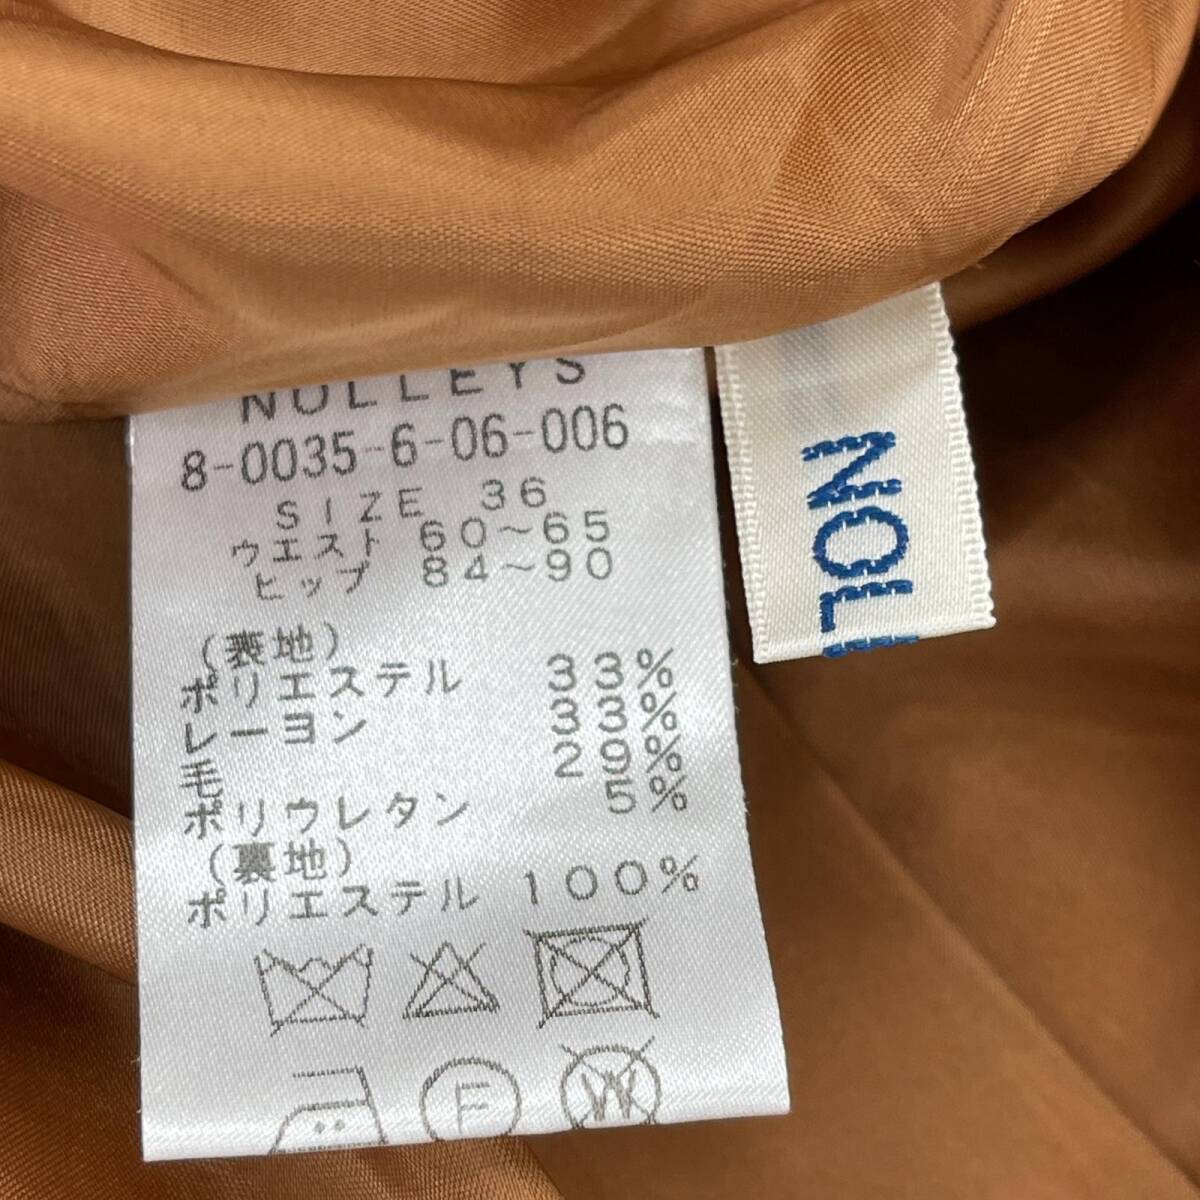 NOLLEYS
8-0035-6-06-006
SIZE 36
ウエスト 60~65
ヒップ 84~90
(表地)
ポリエステル 33%
レーヨン 33%
毛 29%
ポリウレタン 5%
(裏地)
ポリエステル 100%
F W
NOL